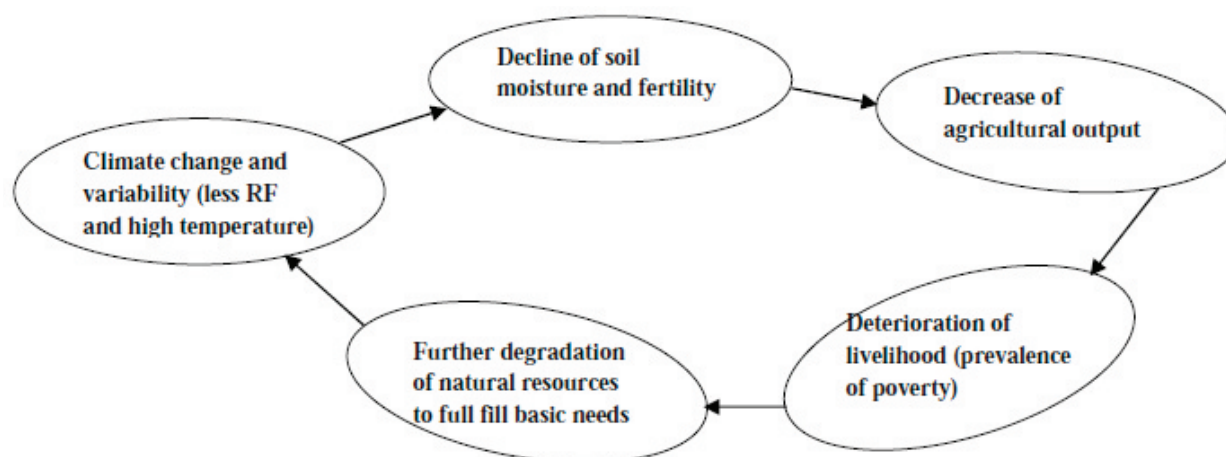 Decline of soil
moisture and fertility
Decrease of
agricultural output
Climate change and
variability (less RF
and high temperature)
Deterioration of
livelihood (prevalence
of poverty)
Further degradation
of natural resources
to full fill basic needs